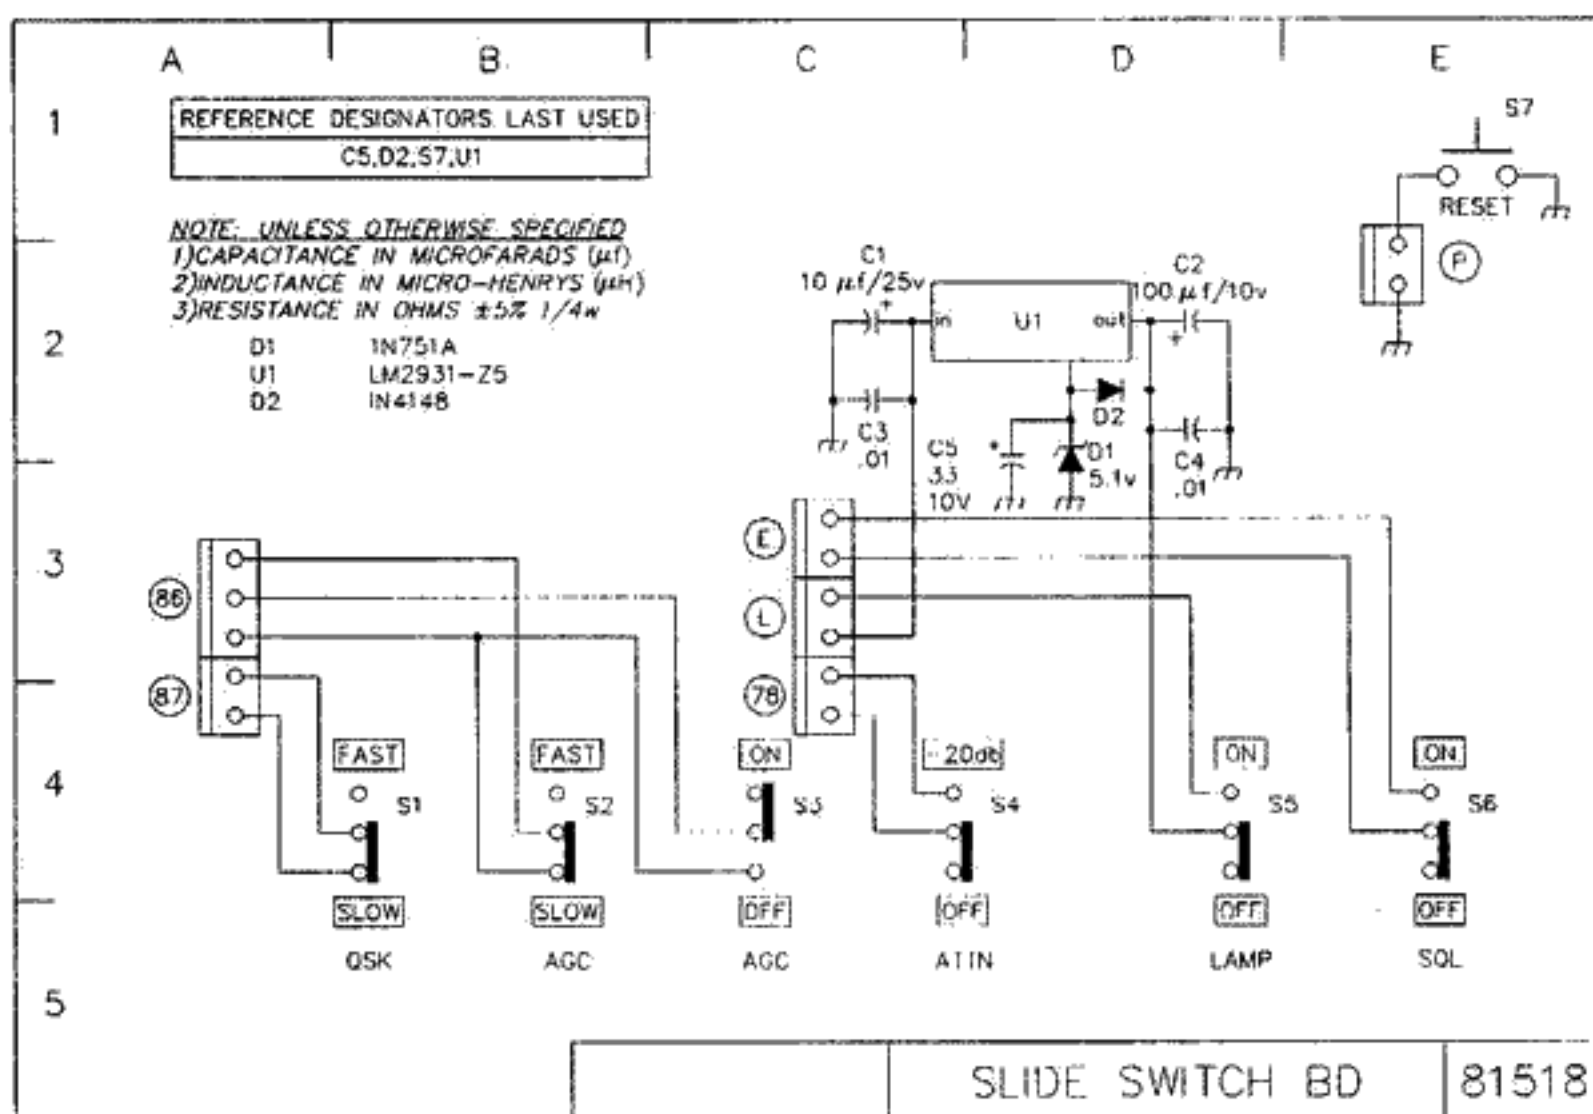 A B C D E
1
REFERENCE DESIGNATORS LAST USED
C5,D2,S7,U1
S7
RESET
NOTE: UNLESS OTHERWISE SPECIFIED
1)CAPACITANCE IN MICROFARADS (µf)
2)INDUCTANCE IN MICRO-HENRYS (µH)
3)RESISTANCE IN OHMS ±5% 1/4w
P
C1
10 µf/25v
C2
100 µf/10v
2
in U1 out
+
+
D1 1N751A
U1 LM2931-Z5
D2 IN4148
D2
C3
.01
C5
33
10V
+
D1
5.1v
C4
.01
3
E
86
L
87
78
4
FAST FAST ON -20db ON ON
S1 S2 S3 S4 S5 S6
SLOW SLOW OFF OFF OFF OFF
QSK AGC AGC ATTN LAMP SQL
5
SLIDE SWITCH BD 81518